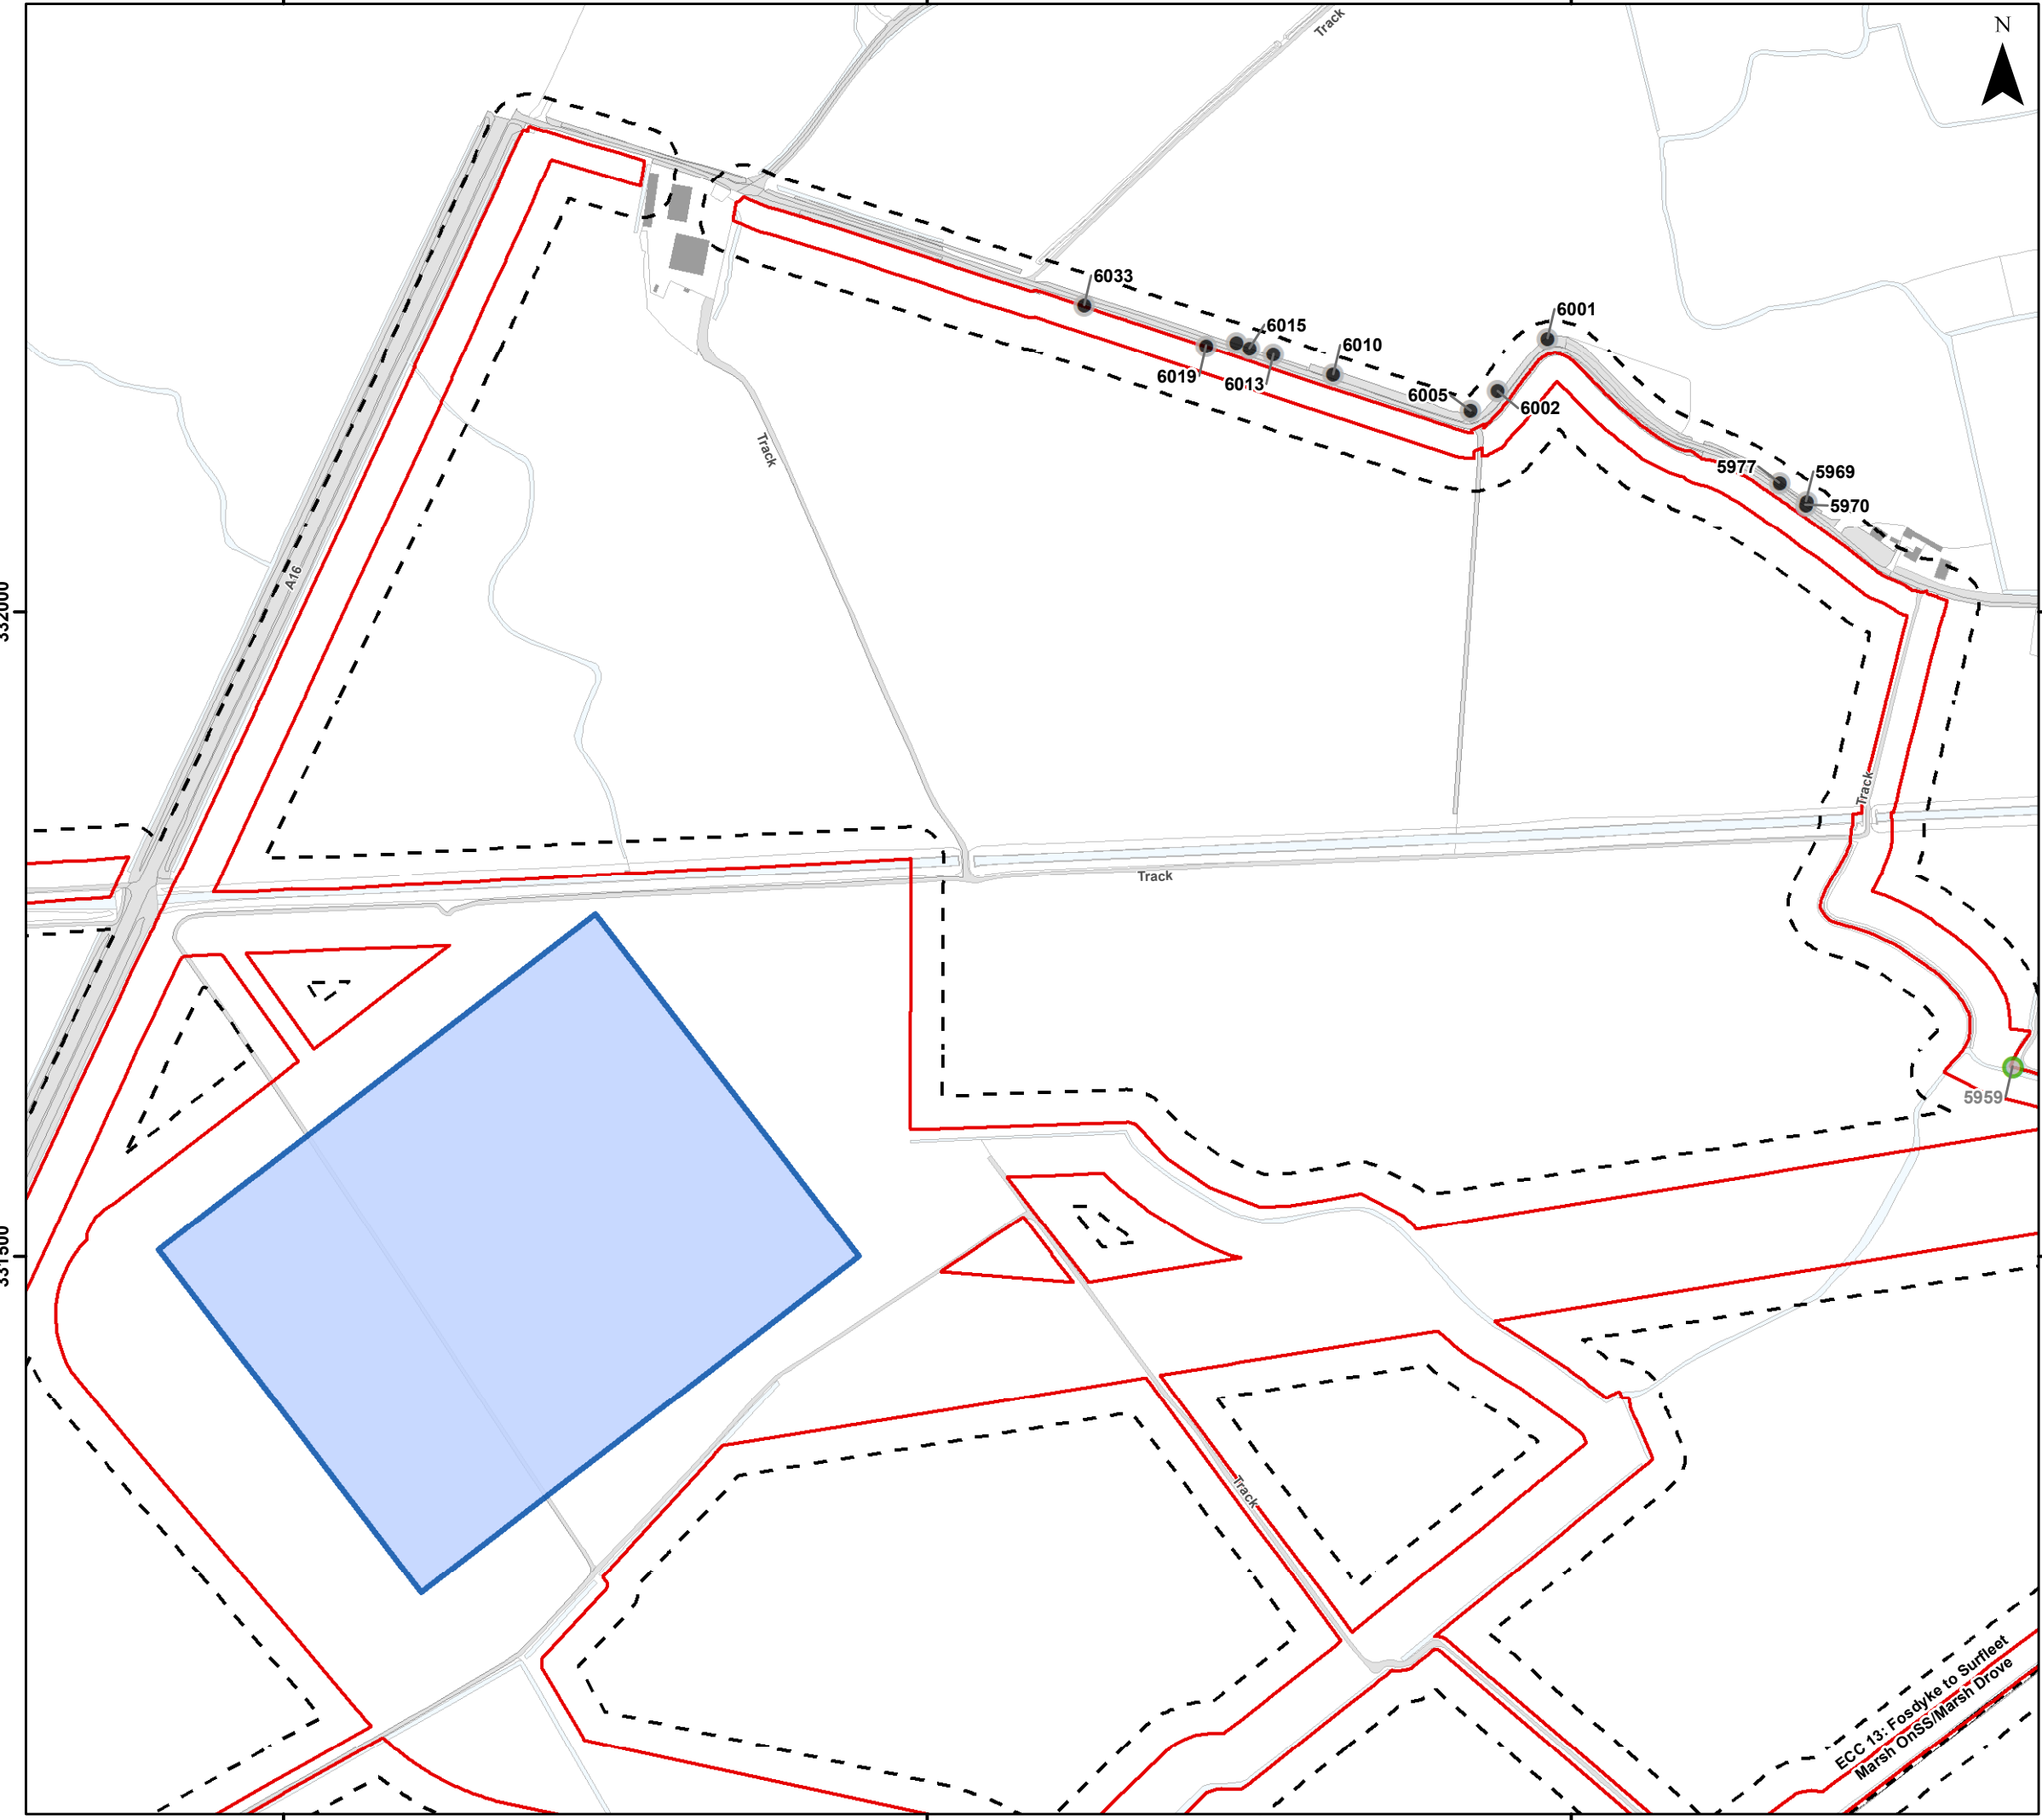 Track
N
6033
6001
6015
6010
6019
6013
6005
6002
Track
5977
5969
5970
A16
332000
Track
Track
5959
331500
Track
ECC 13: Fosdyke to Surfleet
Marsh OnSS/Marsh Drove